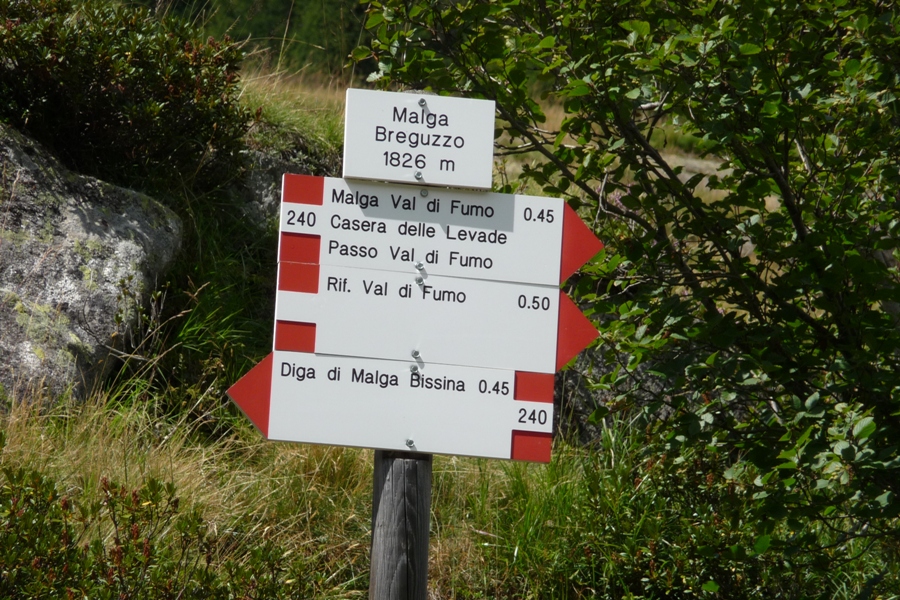 Malga
Breguzzo
1826 m
Malga Val di Fumo 0.45
240 Casera delle Levade
Passo Val di Fumo
Rif. Val di Fumo 0.50
Diga di Malga Bissina 0.45
240